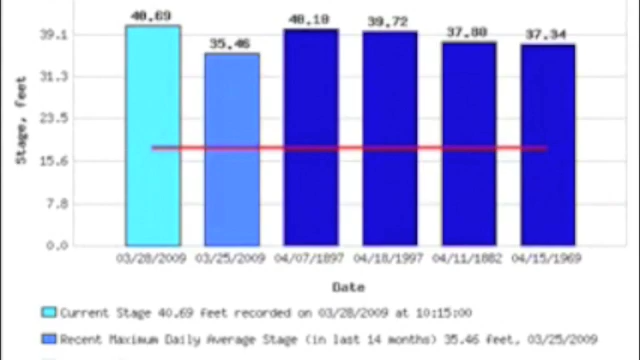 40.69
35.46
40.10
39.72
37.80
37.34
39.1
31.3
23.5
15.6
7.8
0.0
Stage, feet
03/28/2009 03/25/2009 04/07/1897 04/18/1997 04/11/1882 04/15/1969
Date
Current Stage 40.69 feet recorded on 03/28/2009 at 10:15:00
Recent Maximum Daily Average Stage (in last 14 months) 35.46 feet, 03/25/2009